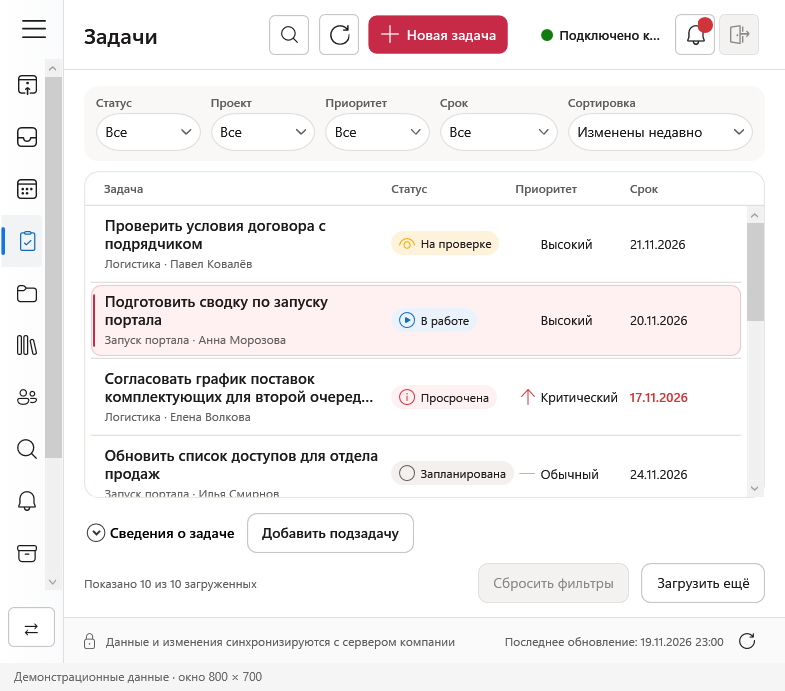 Задачи
Новая задача
Подключено к...
Статус Проект Приоритет Срок Сортировка
Все Все Все Все Изменены недавно
Задача Статус Приоритет Срок
Проверить условия договора с
подрядчиком
Логистика · Павел Ковалёв
На проверке Высокий 21.11.2026
Подготовить сводку по запуску
портала
Запуск портала · Анна Морозова
В работе Высокий 20.11.2026
Согласовать график поставок
комплектующих для второй очеред...
Логистика · Елена Волкова
Просрочена Критический 17.11.2026
Обновить список доступов для отдела
продаж
Запуск портала · Илья Смирнов
Запланирована Обычный 24.11.2026
Сведения о задаче Добавить подзадачу
Показано 10 из 10 загруженных Сбросить фильтры Загрузить ещё
Данные и изменения синхронизируются с сервером компании Последнее обновление: 19.11.2026 23:00
Демонстрационные данные · окно 800 × 700